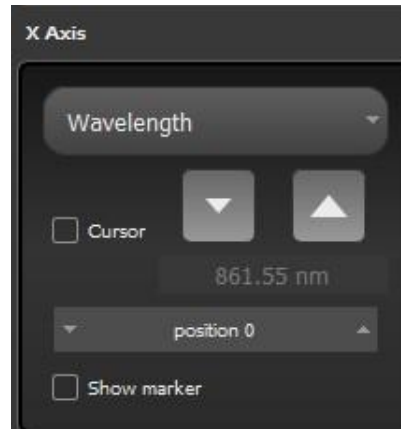 X Axis
Wavelength
Cursor
861.55 nm
position 0
Show marker